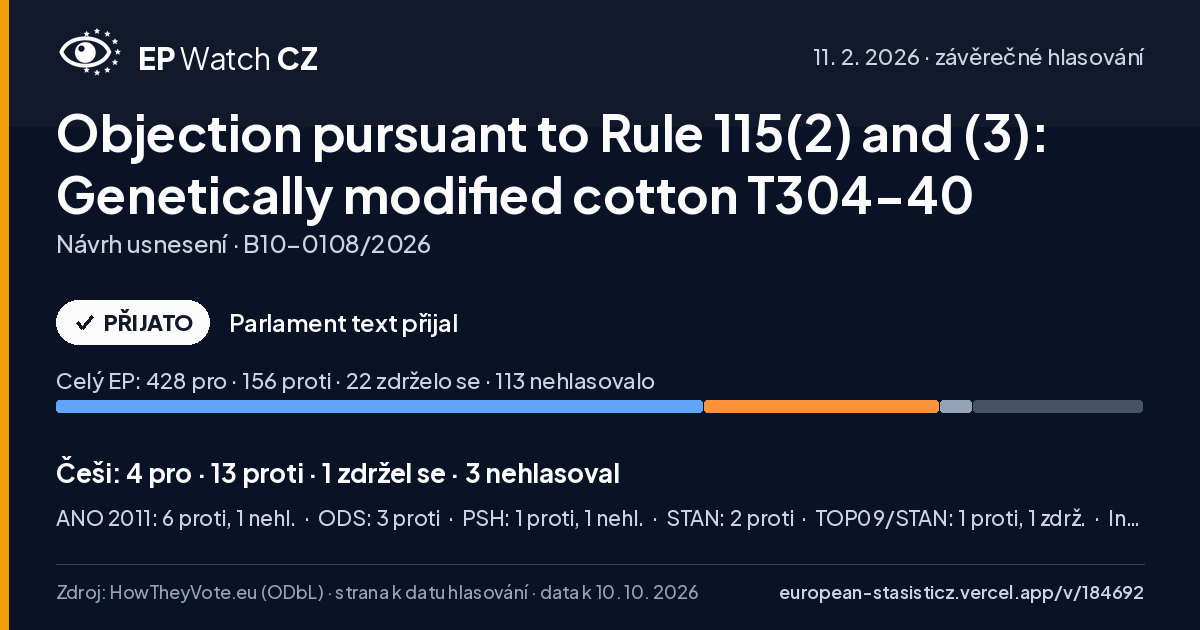 EP Watch CZ
11. 2. 2026 · závěrečné hlasování
Objection pursuant to Rule 115(2) and (3):
Genetically modified cotton T304-40
Návrh usnesení · B10-0108/2026
✓ PŘIJATO
Parlament text přijal
Celý EP: 428 pro · 156 proti · 22 zdrželo se · 113 nehlasovalo
Češi: 4 pro · 13 proti · 1 zdržel se · 3 nehlasoval
ANO 2011: 6 proti, 1 nehl. · ODS: 3 proti · PSH: 1 proti, 1 nehl. · STAN: 2 proti · TOP09/STAN: 1 proti, 1 zdrž. · In…
Zdroj: HowTheyVote.eu (ODbL) · strana k datu hlasování · data k 10. 10. 2026
european-stasisticz.vercel.app/v/184692